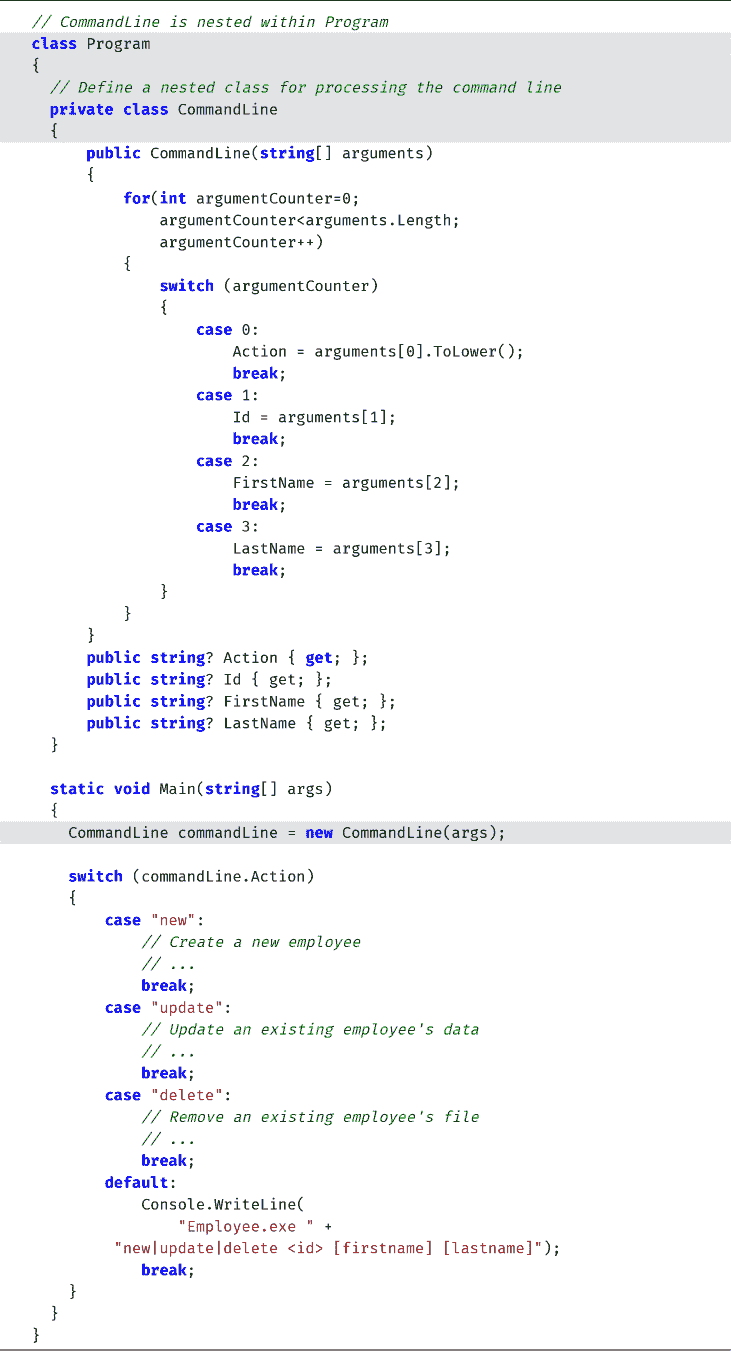 // CommandLine is nested within Program
class Program
{
  // Define a nested class for processing the command line
  private class CommandLine
  {
      public CommandLine(string[] arguments)
      {
          for(int argumentCounter=0;
              argumentCounter<arguments.Length;
              argumentCounter++)
          {
              switch (argumentCounter)
              {
                  case 0:
                      Action = arguments[0].ToLower();
                      break;
                  case 1:
                      Id = arguments[1];
                      break;
                  case 2:
                      FirstName = arguments[2];
                      break;
                  case 3:
                      LastName = arguments[3];
                      break;
              }
          }
      }
      public string? Action { get; };
      public string? Id { get; };
      public string? FirstName { get; };
      public string? LastName { get; };
  }

  static void Main(string[] args)
  {
    CommandLine commandLine = new CommandLine(args);

    switch (commandLine.Action)
    {
        case "new":
            // Create a new employee
            // ...
            break;
        case "update":
            // Update an existing employee's data
            // ...
            break;
        case "delete":
            // Remove an existing employee's file
            // ...
            break;
        default:
            Console.WriteLine(
                "Employee.exe " +
         "new|update|delete <id> [firstname] [lastname]");
            break;
    }
  }
}